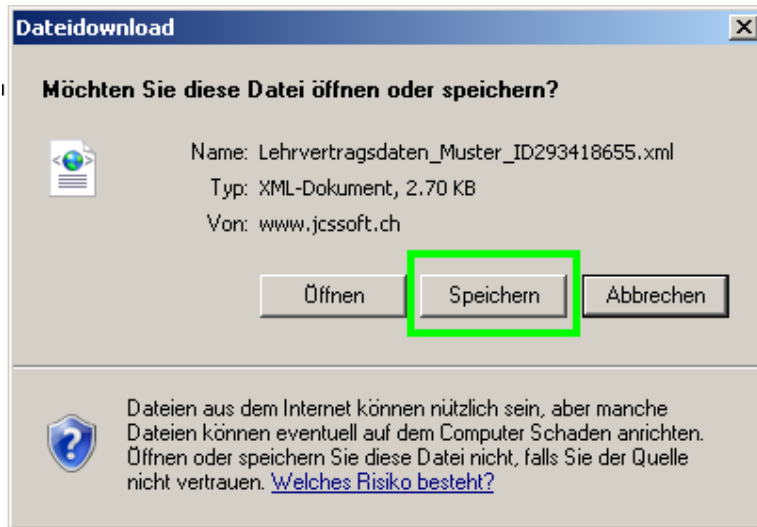 Dateidownload
Möchten Sie diese Datei öffnen oder speichern?
Name: Lehrvertragsdaten_Muster_ID293418655.xml
Typ: XML-Dokument, 2.70 KB
Von: www.jcssoft.ch
Öffnen Speichern Abbrechen
Dateien aus dem Internet können nützlich sein, aber manche
Dateien können eventuell auf dem Computer Schaden anrichten.
Öffnen oder speichern Sie diese Datei nicht, falls Sie der Quelle
nicht vertrauen. Welches Risiko besteht?